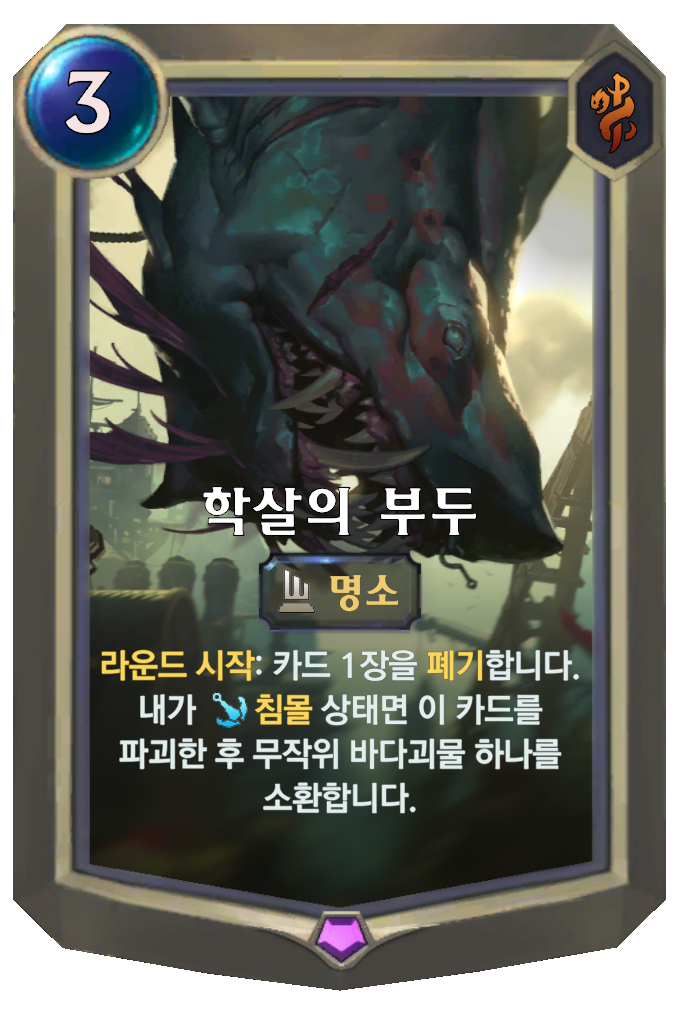 3
학살의 부두
명소
라운드 시작: 카드 1장을 폐기합니다.
내가 침몰 상태면 이 카드를
파괴한 후 무작위 바다괴물 하나를
소환합니다.